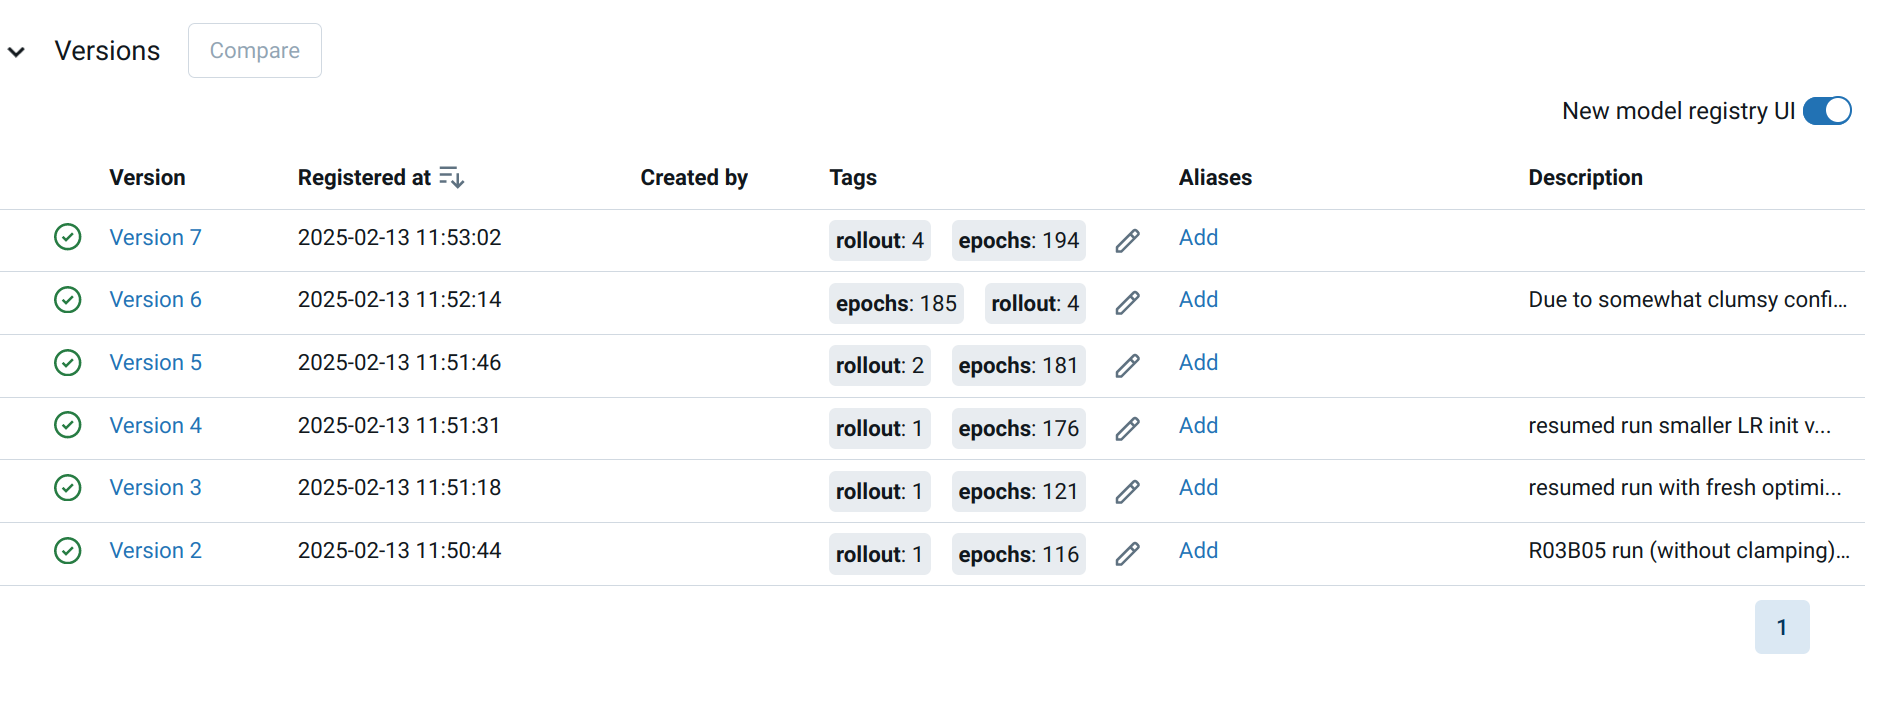 Versions Compare
New model registry UI
Version Registered at Created by Tags Aliases Description
Version 7 2025-02-13 11:53:02 rollout: 4 epochs: 194 Add
Version 6 2025-02-13 11:52:14 epochs: 185 rollout: 4 Add Due to somewhat clumsy confi...
Version 5 2025-02-13 11:51:46 rollout: 2 epochs: 181 Add
Version 4 2025-02-13 11:51:31 rollout: 1 epochs: 176 Add resumed run smaller LR init v...
Version 3 2025-02-13 11:51:18 rollout: 1 epochs: 121 Add resumed run with fresh optimi...
Version 2 2025-02-13 11:50:44 rollout: 1 epochs: 116 Add R03B05 run (without clamping)...
1